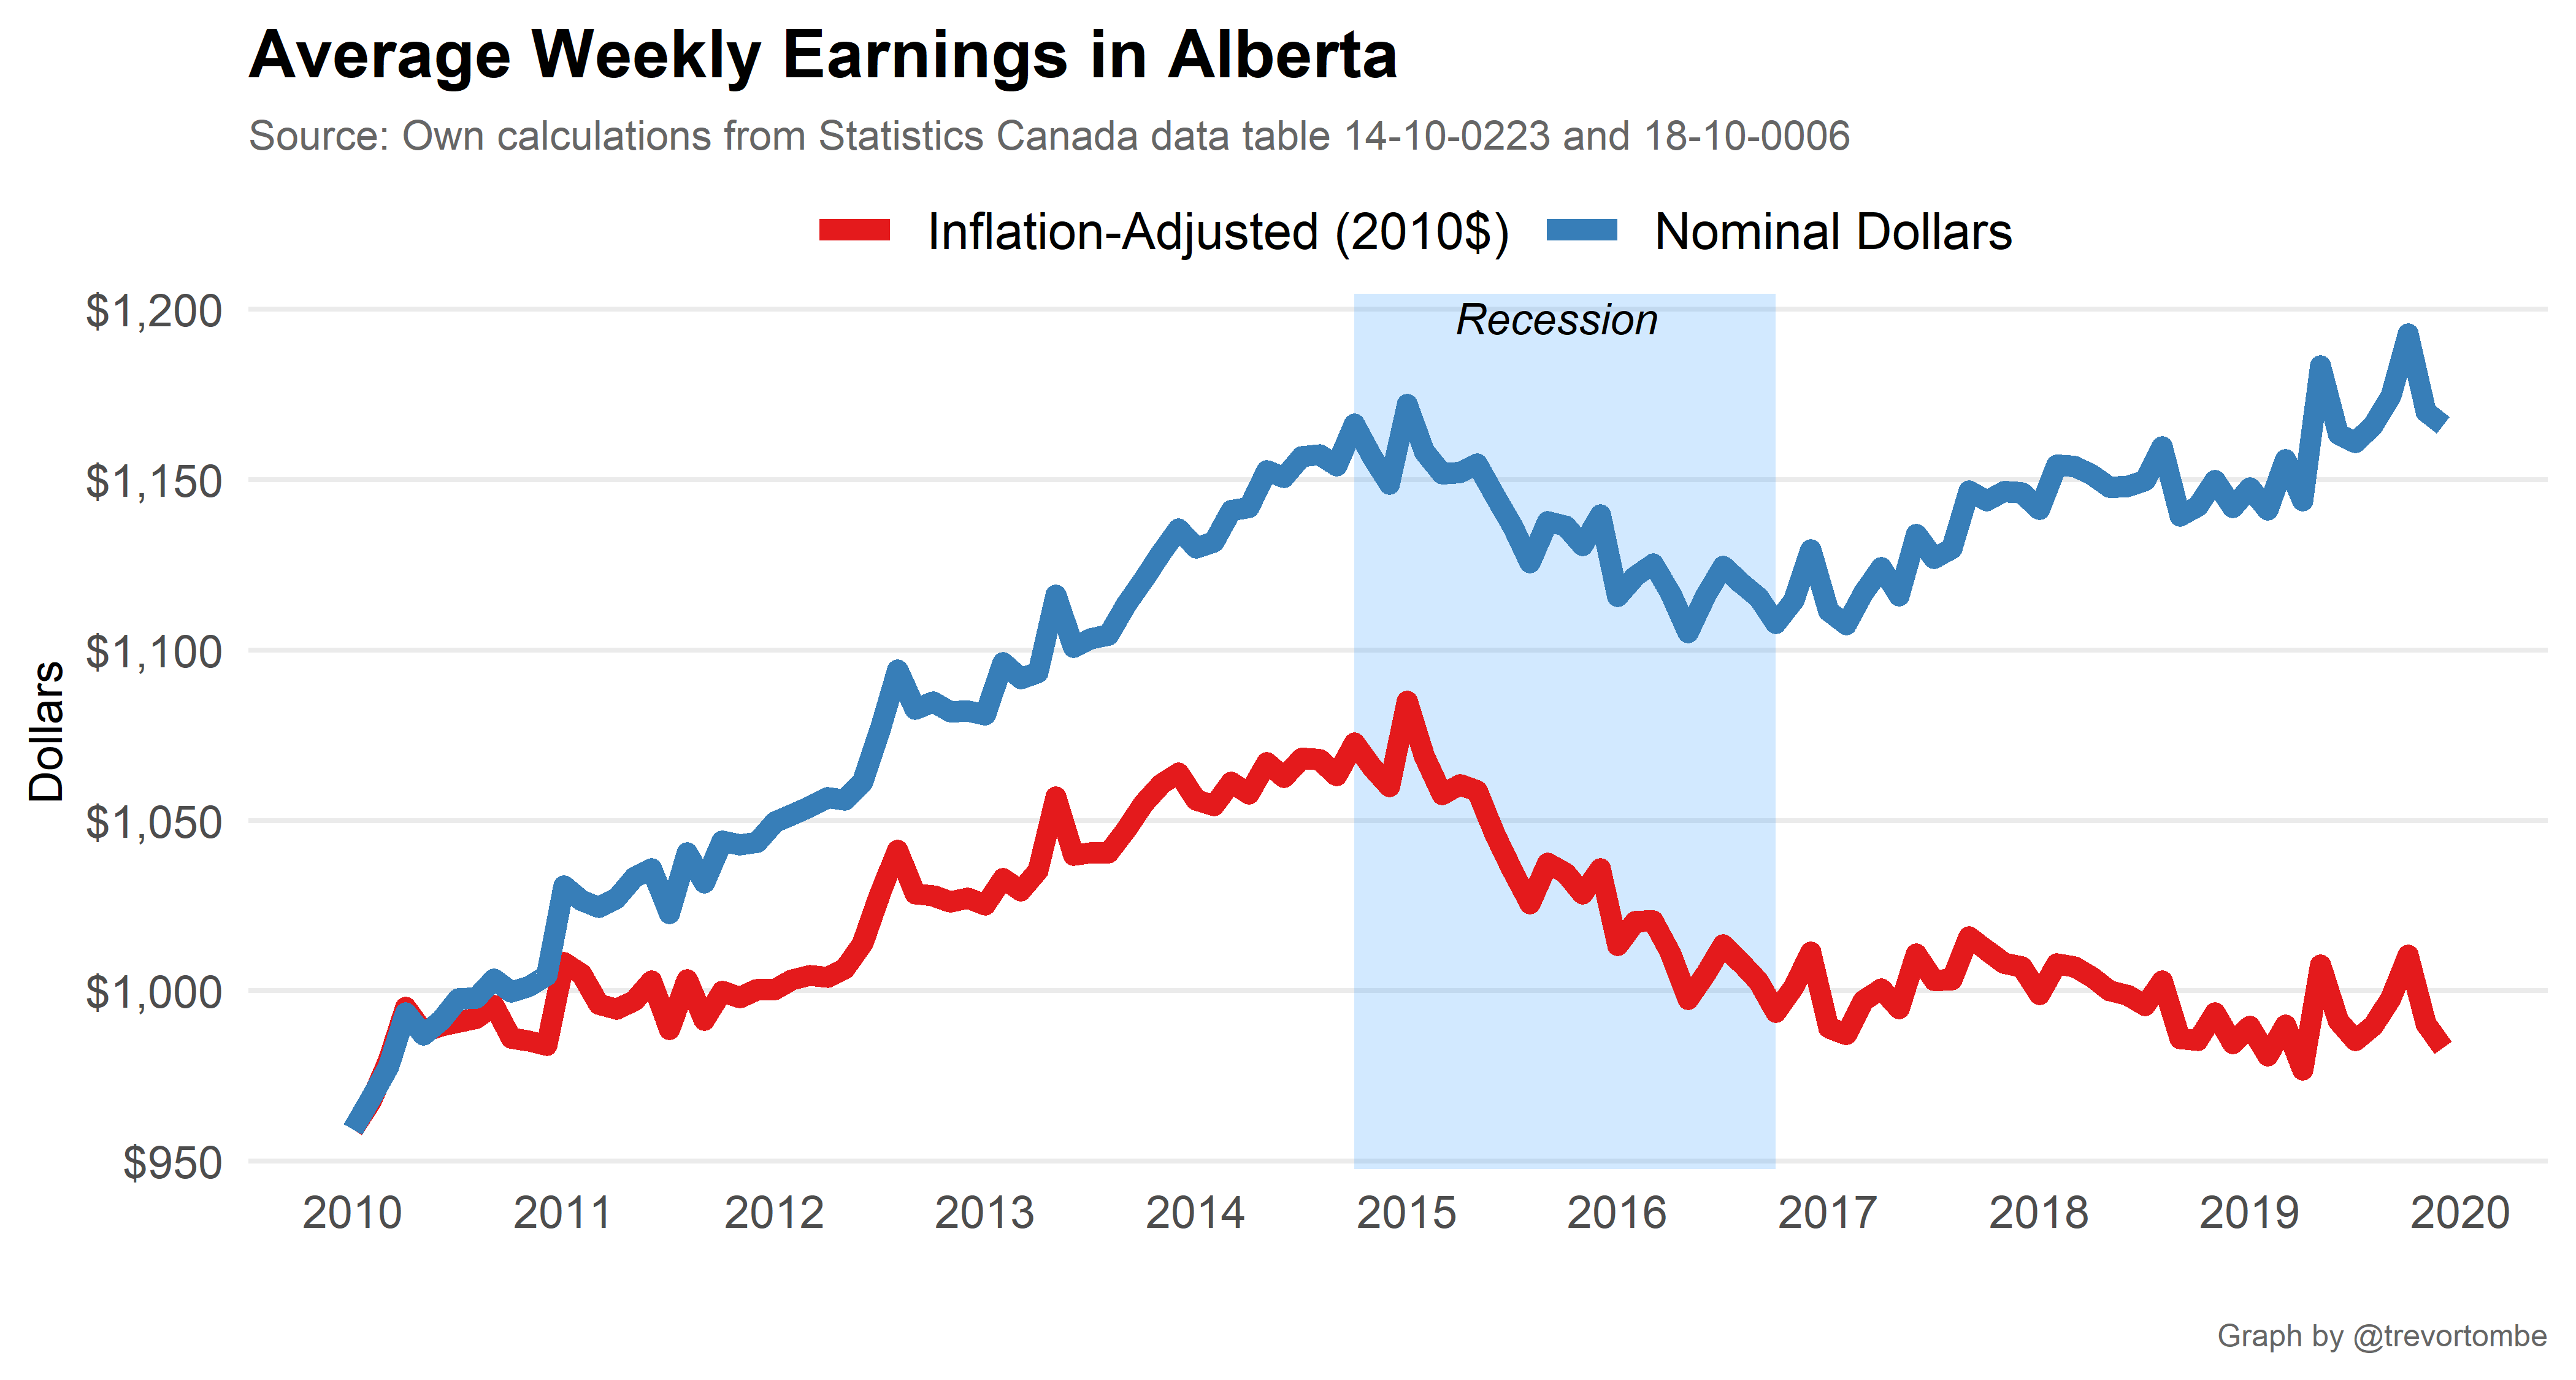 Average Weekly Earnings in Alberta
Source: Own calculations from Statistics Canada data table 14-10-0223 and 18-10-0006
Inflation-Adjusted (2010$) Nominal Dollars
Recession
$1,200
$1,150
$1,100
$1,050
$1,000
$950
Dollars
2010 2011 2012 2013 2014 2015 2016 2017 2018 2019 2020
Graph by @trevortombe